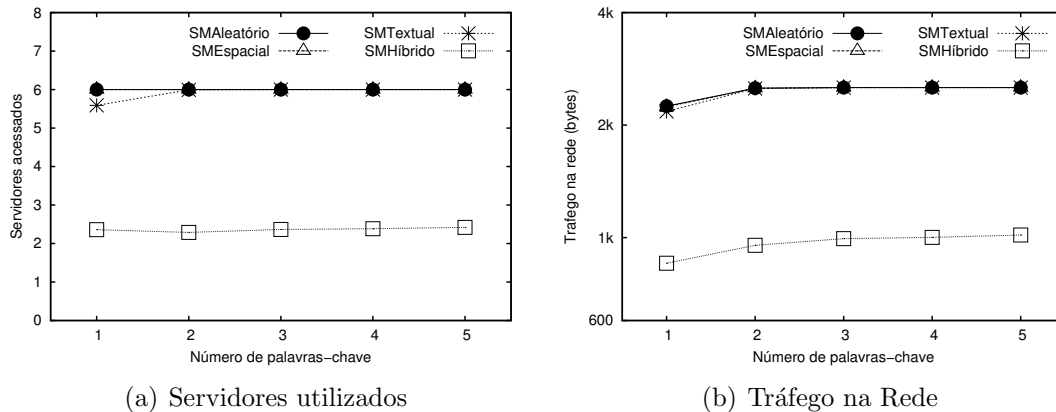 8
7
6
5
4
3
2
1
0
Servidores acessados
SMAleatório
SMEspacial
SMTextual
SMHíbrido
1 2 3 4 5
Número de palavras−chave
(a) Servidores utilizados
4k
2k
1k
600
Trafego na rede (bytes)
SMAleatório
SMEspacial
SMTextual
SMHíbrido
1 2 3 4 5
Número de palavras−chave
(b) Tráfego na Rede